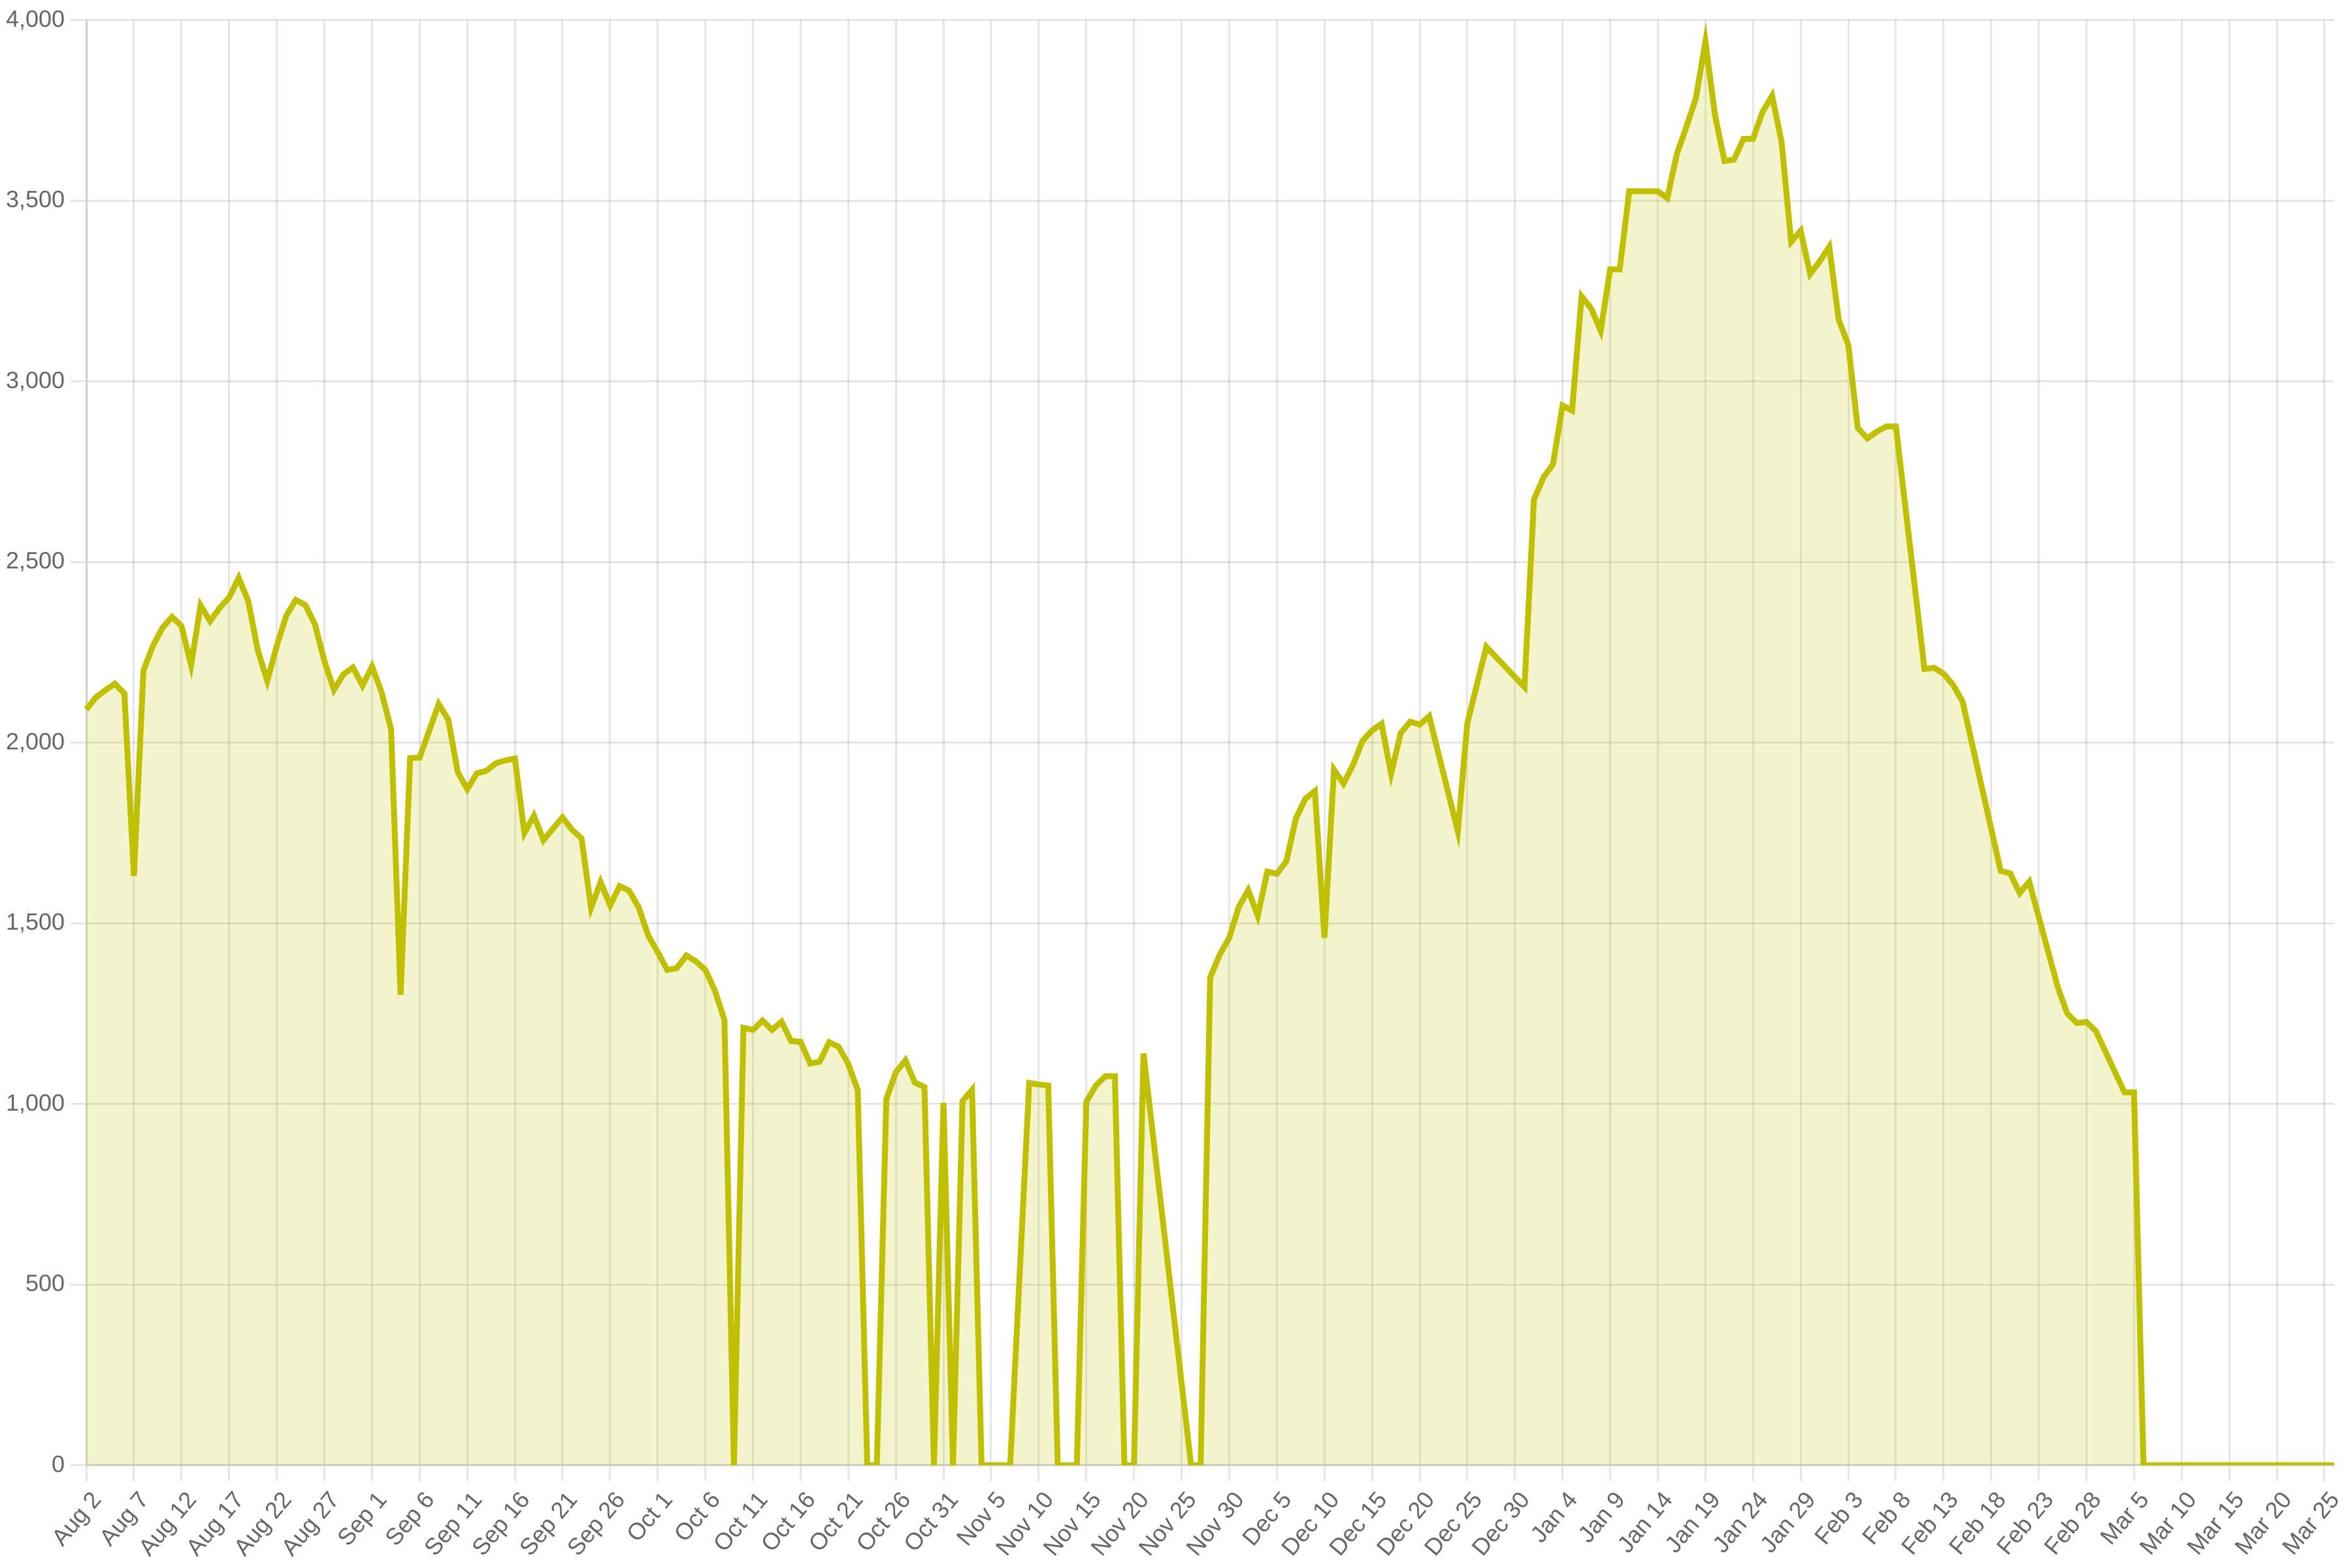 4,000
3,500
3,000
2,500
2,000
1,500
1,000
500
0
Aug 2
Aug 7
Aug 12
Aug 17
Aug 22
Aug 27
Sep 1
Sep 6
Sep 11
Sep 16
Sep 21
Sep 26
Oct 1
Oct 6
Oct 11
Oct 16
Oct 21
Oct 26
Oct 31
Nov 5
Nov 10
Nov 15
Nov 20
Nov 25
Nov 30
Dec 5
Dec 10
Dec 15
Dec 20
Dec 25
Dec 30
Jan 4
Jan 9
Jan 14
Jan 19
Jan 24
Jan 29
Feb 3
Feb 8
Feb 13
Feb 18
Feb 23
Feb 28
Mar 5
Mar 10
Mar 15
Mar 20
Mar 25